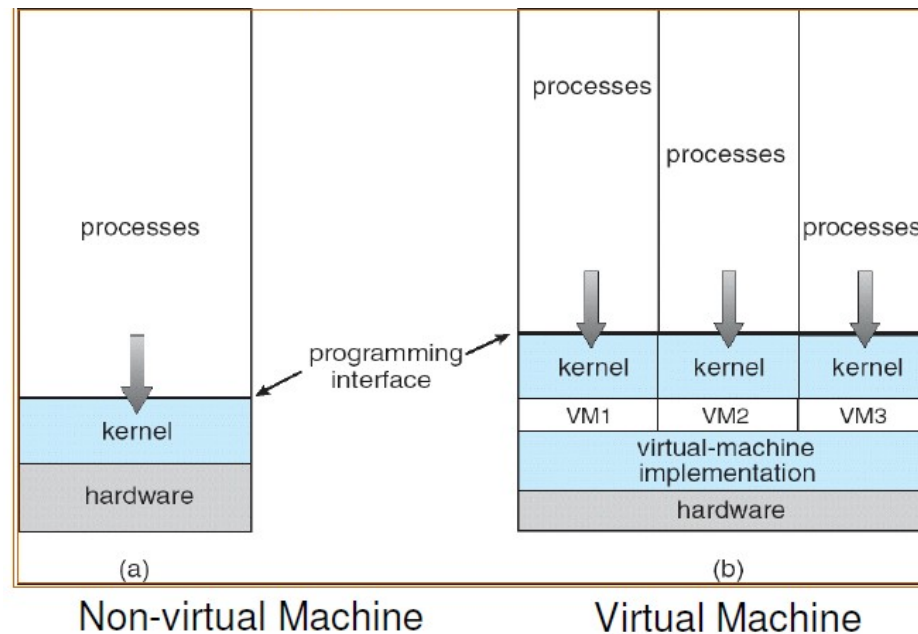 processes
kernel
hardware
(a)
programming
interface
processes
processes
processes
kernel
kernel
kernel
VM1
VM2
VM3
virtual-machine
implementation
hardware
(b)
Non-virtual Machine
Virtual Machine